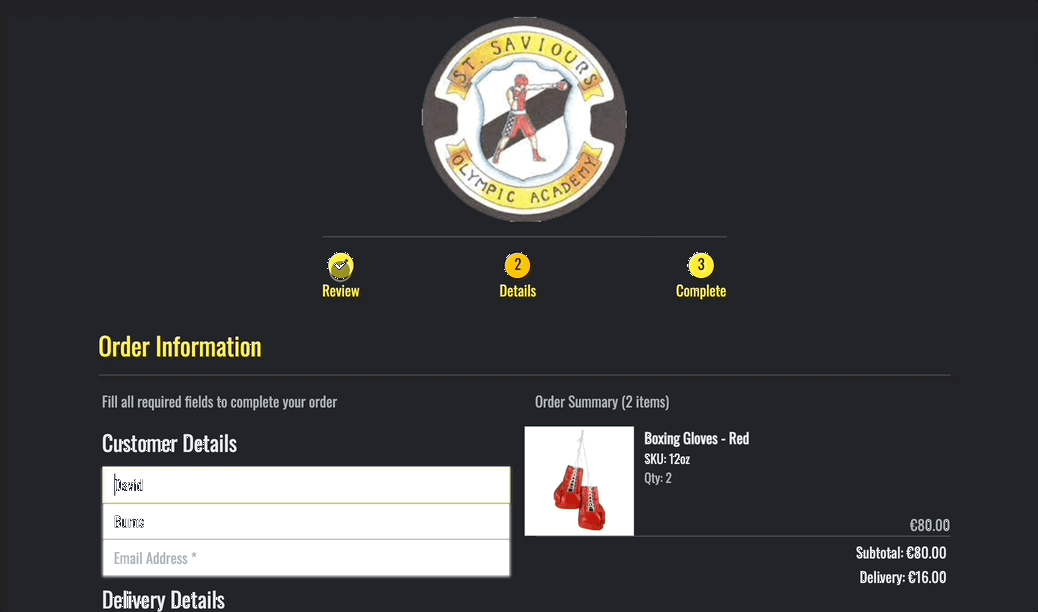 ST. SAVIOURS
OLYMPIC ACADEMY
2
3
Review
Details
Complete
Order Information
Fill all required fields to complete your order
Order Summary (2 items)
Customer Details
David
Burns
Email Address *
Boxing Gloves - Red
SKU: 12oz
Qty: 2
€80.00
Subtotal: €80.00
Delivery: €16.00
Delivery Details